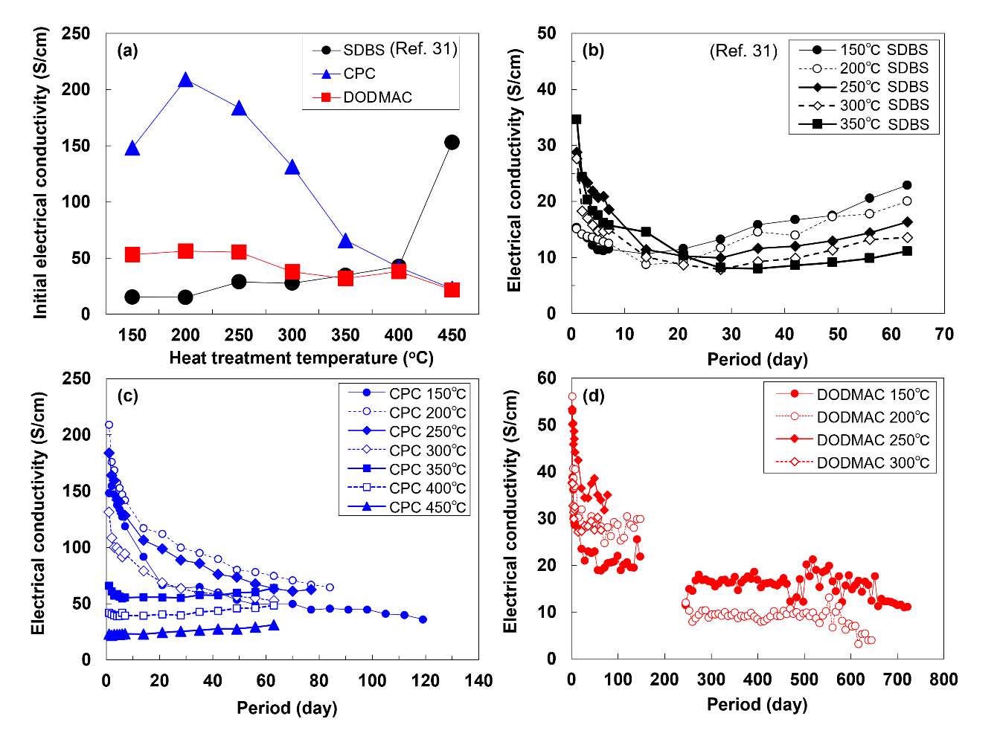 (a)
SDBS (Ref. 31)
CPC
DODMAC
250
200
150
100
50
0
Initial electrical conductivity (S/cm)
150 200 250 300 350 400 450
Heat treatment temperature (°C)
(b)
(Ref. 31)
150℃ SDBS
200℃ SDBS
250℃ SDBS
300℃ SDBS
350℃ SDBS
50
40
30
20
10
0
Electrical conductivity (S/cm)
0 10 20 30 40 50 60 70
Period (day)
(c)
CPC 150℃
CPC 200℃
CPC 250℃
CPC 300℃
CPC 350℃
CPC 400℃
CPC 450℃
250
200
150
100
50
0
Electrical conductivity (S/cm)
0 20 40 60 80 100 120 140
Period (day)
(d)
DODMAC 150℃
DODMAC 200℃
DODMAC 250℃
DODMAC 300℃
60
50
40
30
20
10
0
Electrical conductivity (S/cm)
0 100 200 300 400 500 600 700 800
Period (day)